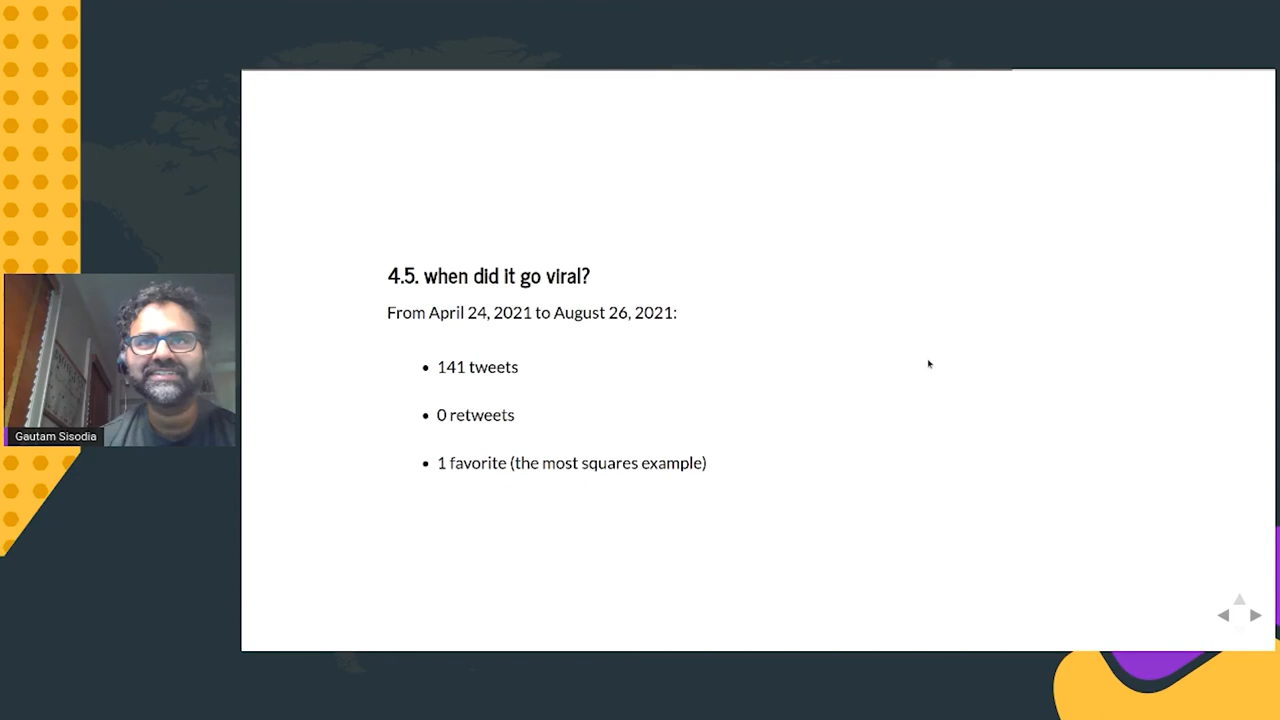 4.5. when did it go viral?
From April 24, 2021 to August 26, 2021:
• 141 tweets
• 0 retweets
• 1 favorite (the most squares example)
Gautam Sisodia